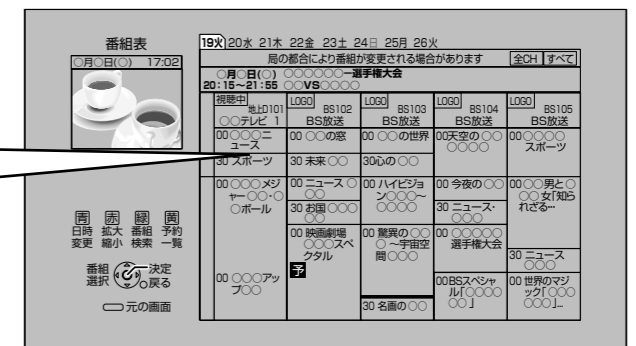 番組表
○月○日(○) 17:02
19火 20水 21木 22金 23土 24日 25月 26火
局の都合により番組が変更される場合があります
全CH すべて
○月○日(○) ○○○○○○ー選手権大会
20:15~21:55 ○○VS○○○○
視聴中
地上D101
○○テレビ 1
LOGO BS102
BS放送
LOGO BS103
BS放送
LOGO BS104
BS放送
LOGO BS105
BS放送
00○○○ニ
ュース
30 スポーツ
00○○○メジ
ャー○○・○
○ボール
00 ○○○アッ
プ○○
00 ○○の窓
30 未来○○
00 ニュース○
○○
30 お国○○○
○○
00 映画劇場
○○○スペ
クタル
予
00 ○○の世界
30心の○○
00 ハイビジョ
ン○○○~
○○○○
00 驚異の○○
○~宇宙空
間○○○
30 名画の○○
00天空の○○
○○○○
00 今夜の○○
30 ニュース・
○○○
00 ○○○○○
選手権大会
00BSスペシャ
ル「○○○○
○○」
00○○○○
スポーツ
00○○男と○
○○女「知ら
れざる…
30 ニュース
○○○
00 世界のマジ
ック「○○○
○○○」…
青 赤 緑 黄
日時 拡大 番組 予約
変更 縮小 検索 一覧
番組 決定
選択 戻る
元の画面